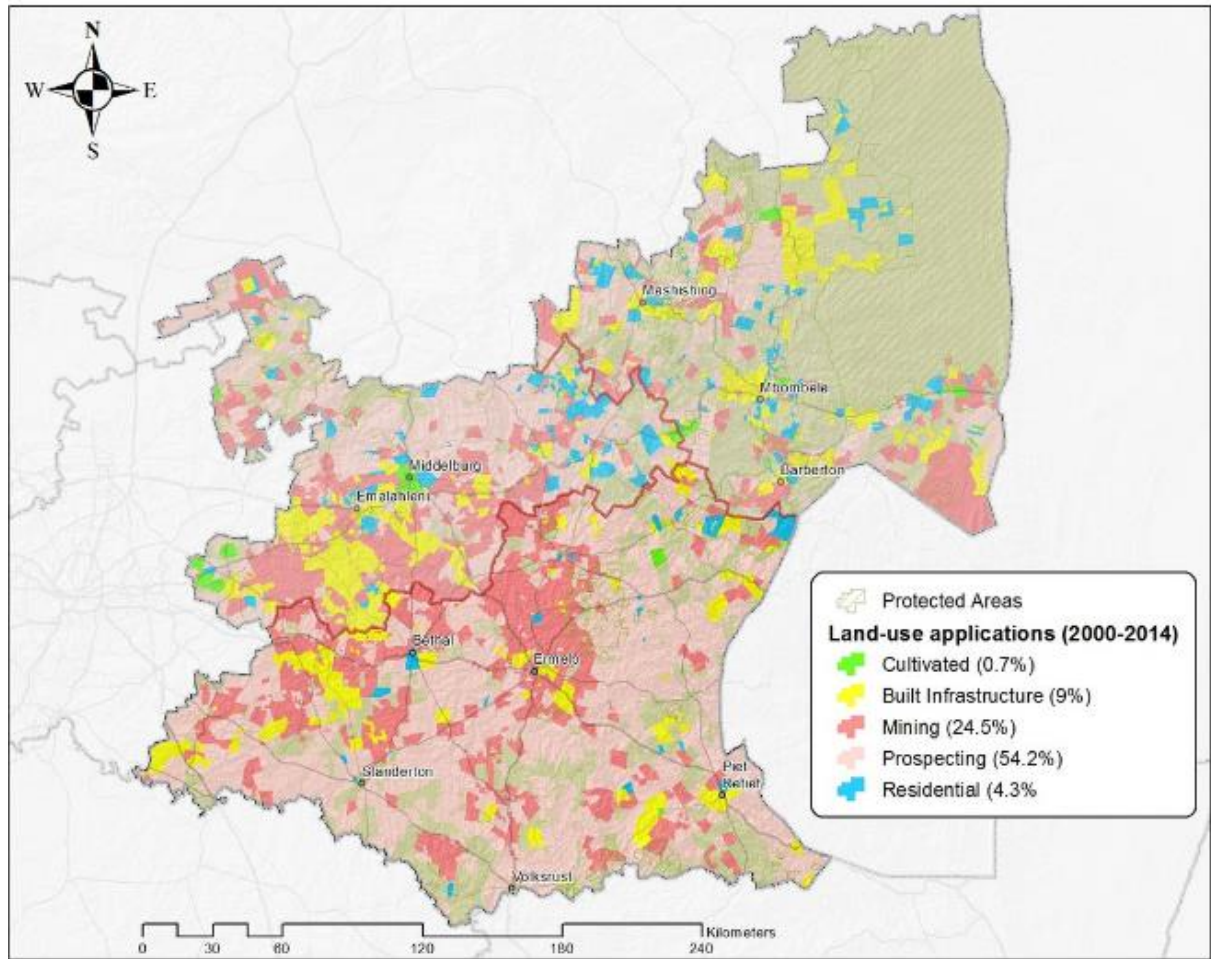 N
W E
S
Mashishing
Mbombela
Barberton
Middelburg
Emalahleni
Bethal
Ermelo
Standerton
Piet
Retief
Volksrust
Protected Areas
Land-use applications (2000-2014)
Cultivated (0.7%)
Built Infrastructure (9%)
Mining (24.5%)
Prospecting (54.2%)
Residential (4.3%
Kilometers
0 30 60 120 180 240